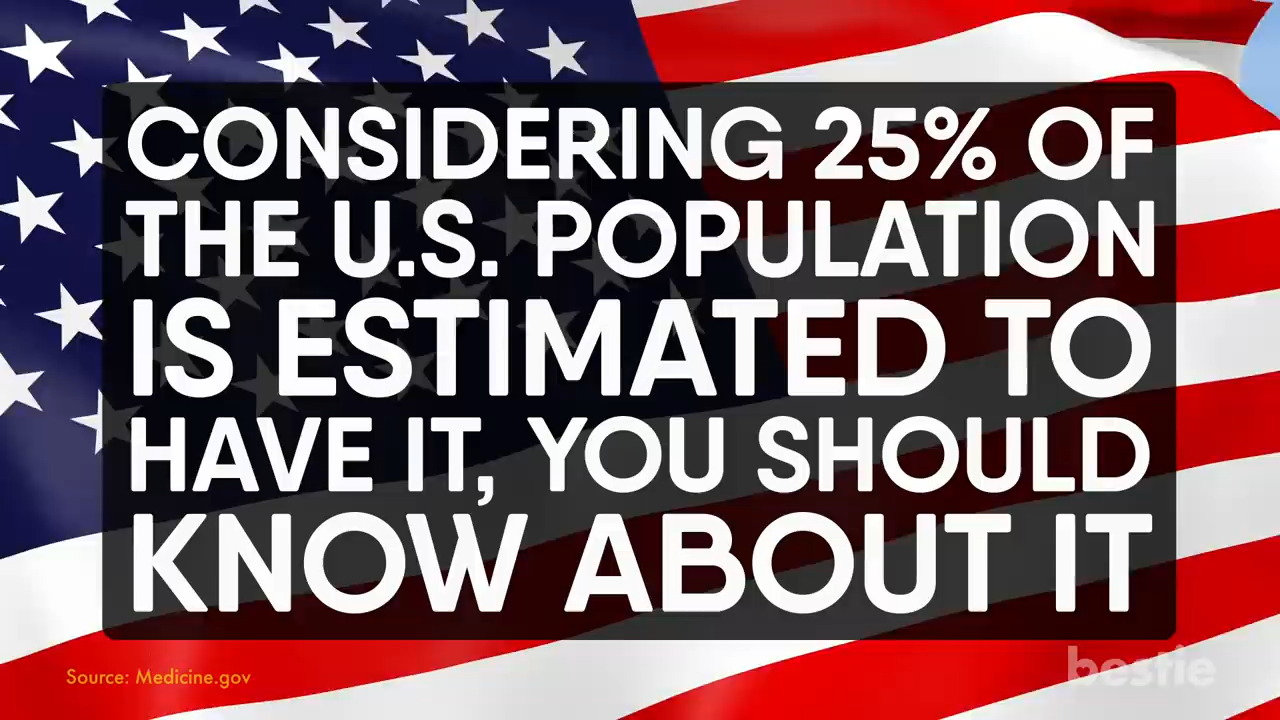 CONSIDERING 25% OF
THE U.S. POPULATION
IS ESTIMATED TO
HAVE IT, YOU SHOULD
KNOW ABOUT IT
Source: Medicine.gov
bestie